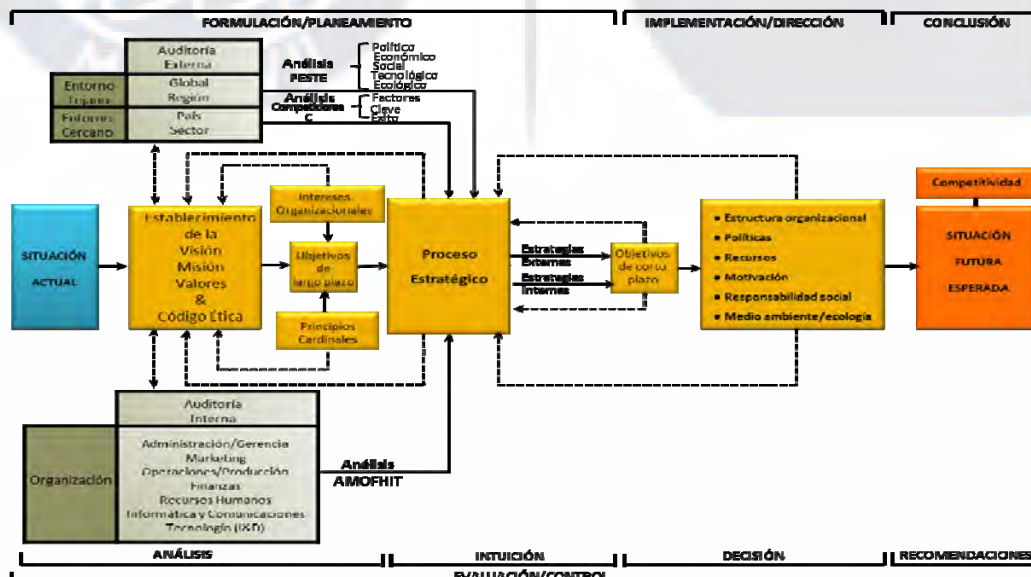 FORMULACIÓN/PLANEAMIENTO
IMPLEMENTACIÓN/DIRECCIÓN
CONCLUSIÓN
Auditoría
Externa
Entorno
Global
Región
Entorno
Cercano
País
Sector
Análisis
PESTE
Político
Económico
Social
Tecnológico
Ecológico
Análisis
Competidores
C
Factores
Clave
Éxito
SITUACIÓN
ACTUAL
Establecimiento
de la
Visión
Misión
Valores
&
Código Ética
Intereses
Organizacionales
Objetivos
de
largo plazo
Principios
Cardinales
Proceso
Estratégico
Estrategias
Externas
Estrategias
Internas
Objetivos
de corto
plazo
• Estructura organizacional
• Políticas
• Recursos
• Motivación
• Responsabilidad social
• Medio ambiente/ecología
Competitividad
SITUACIÓN
FUTURA
ESPERADA
Auditoría
Interna
Organización
Administración/Gerencia
Marketing
Operaciones/Producción
Finanzas
Recursos Humanos
Informática y Comunicaciones
Tecnología (I&D)
Análisis
AMOFHIT
ANÁLISIS
INTUICIÓN
DECISIÓN
RECOMENDACIONES
EVALUACIÓN/CONTROL